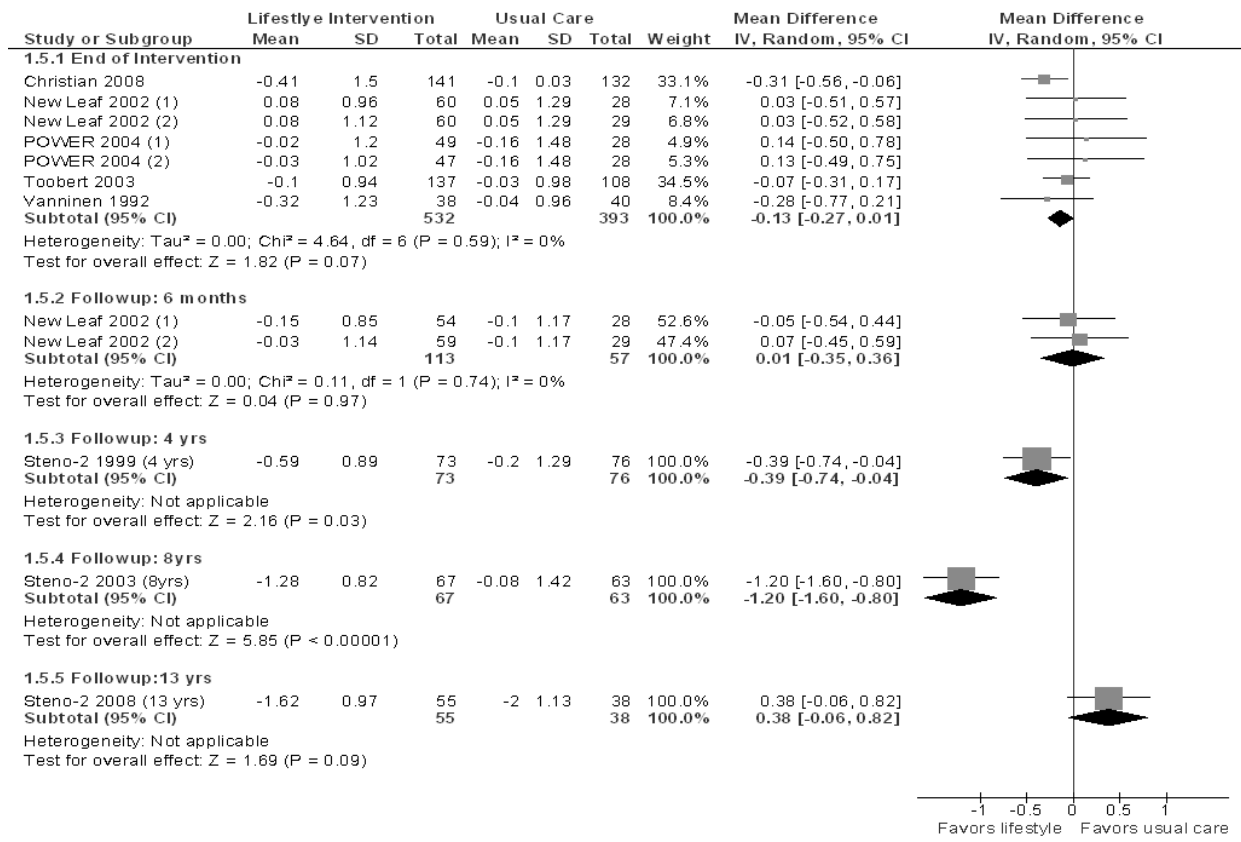 Lifestlye Intervention Usual Care Mean Difference Mean Difference
Study or Subgroup Mean SD Total Mean SD Total Weight IV, Random, 95% CI IV, Random, 95% CI
1.5.1 End of Intervention
Christian 2008 -0.41 1.5 141 -0.1 0.03 132 33.1% -0.31 [-0.56, -0.06]
New Leaf 2002 (1) 0.08 0.96 60 0.05 1.29 28 7.1% 0.03 [-0.51, 0.57]
New Leaf 2002 (2) 0.08 1.12 60 0.05 1.29 29 6.8% 0.03 [-0.52, 0.58]
POWER 2004 (1) -0.02 1.2 49 -0.16 1.48 28 4.9% 0.14 [-0.50, 0.78]
POWER 2004 (2) -0.03 1.02 47 -0.16 1.48 28 5.3% 0.13 [-0.49, 0.75]
Toobert 2003 -0.1 0.94 137 -0.03 0.98 108 34.5% -0.07 [-0.31, 0.17]
Vanninen 1992 -0.32 1.23 38 -0.04 0.96 40 8.4% -0.28 [-0.77, 0.21]
Subtotal (95% CI) 532 393 100.0% -0.13 [-0.27, 0.01]
Heterogeneity: Tau² = 0.00; Chi² = 4.64, df = 6 (P = 0.59); I² = 0%
Test for overall effect: Z = 1.82 (P = 0.07)
1.5.2 Followup: 6 months
New Leaf 2002 (1) -0.15 0.85 54 -0.1 1.17 28 52.6% -0.05 [-0.54, 0.44]
New Leaf 2002 (2) -0.03 1.14 59 -0.1 1.17 29 47.4% 0.07 [-0.45, 0.59]
Subtotal (95% CI) 113 57 100.0% 0.01 [-0.35, 0.36]
Heterogeneity: Tau² = 0.00; Chi² = 0.11, df = 1 (P = 0.74); I² = 0%
Test for overall effect: Z = 0.04 (P = 0.97)
1.5.3 Followup: 4 yrs
Steno-2 1999 (4 yrs) -0.59 0.89 73 -0.2 1.29 76 100.0% -0.39 [-0.74, -0.04]
Subtotal (95% CI) 73 76 100.0% -0.39 [-0.74, -0.04]
Heterogeneity: Not applicable
Test for overall effect: Z = 2.16 (P = 0.03)
1.5.4 Followup: 8yrs
Steno-2 2003 (8yrs) -1.28 0.82 67 -0.08 1.42 63 100.0% -1.20 [-1.60, -0.80]
Subtotal (95% CI) 67 63 100.0% -1.20 [-1.60, -0.80]
Heterogeneity: Not applicable
Test for overall effect: Z = 5.85 (P < 0.00001)
1.5.5 Followup:13 yrs
Steno-2 2008 (13 yrs) -1.62 0.97 55 -2 1.13 38 100.0% 0.38 [-0.06, 0.82]
Subtotal (95% CI) 55 38 100.0% 0.38 [-0.06, 0.82]
Heterogeneity: Not applicable
Test for overall effect: Z = 1.69 (P = 0.09)
-1 -0.5 0 0.5 1
Favors lifestyle Favors usual care